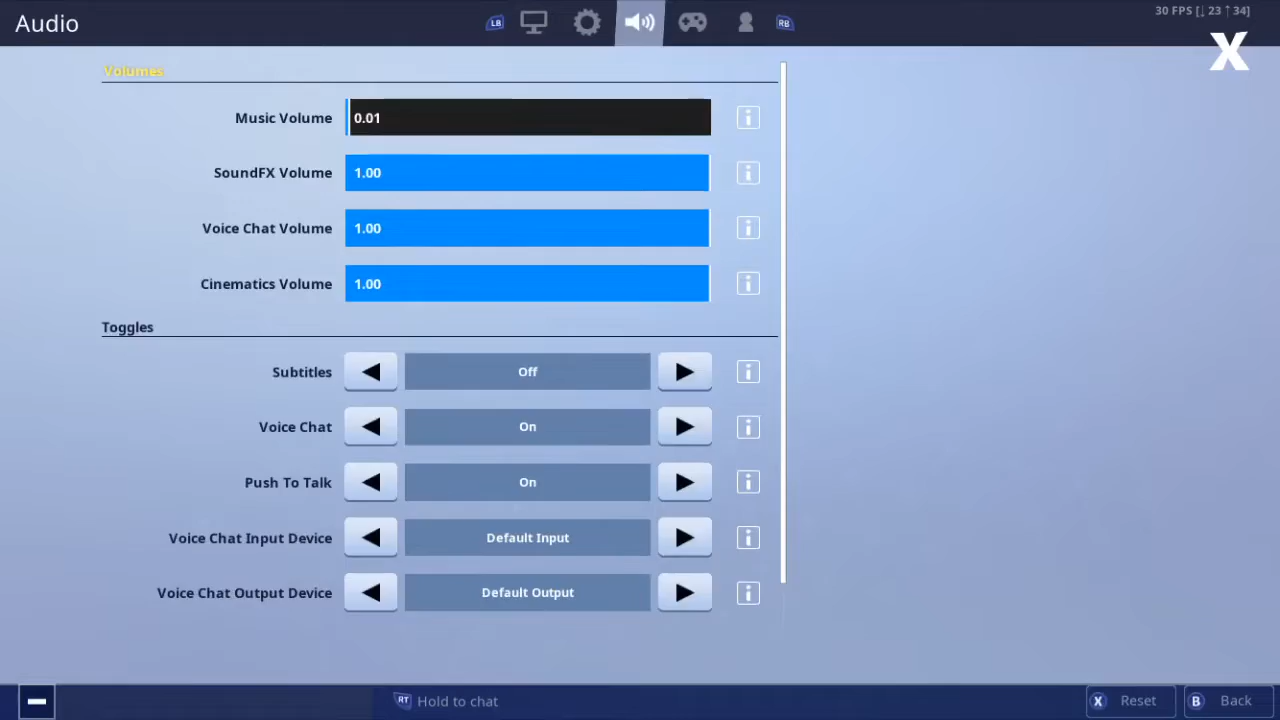 Audio
LB
RB
30 FPS [↓ 23 ↑ 34]
X
Volumes
Music Volume
0.01
SoundFX Volume
1.00
Voice Chat Volume
1.00
Cinematics Volume
1.00
Toggles
Subtitles
Off
Voice Chat
On
Push To Talk
On
Voice Chat Input Device
Default Input
Voice Chat Output Device
Default Output
RT Hold to chat
X Reset
B Back